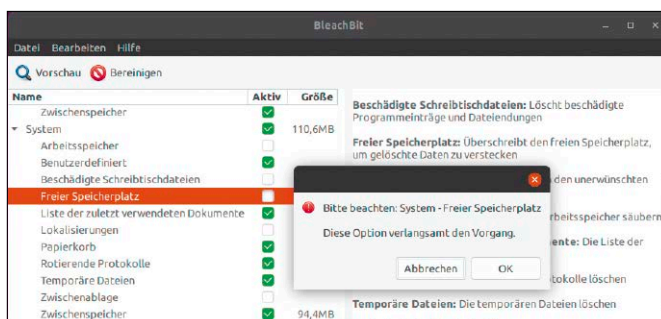 BleachBit
Datei Bearbeiten Hilfe
Vorschau Bereinigen
Name Aktiv Größe
Zwischenspeicher
System 110,6MB
Arbeitsspeicher
Benutzerdefiniert
Beschädigte Schreibtischdateien
Freier Speicherplatz
Liste der zuletzt verwendeten Dokumente
Lokalisierungen
Papierkorb
Rotierende Protokolle
Temporäre Dateien
Zwischenablage
Zwischenspeicher 94,4MB
Beschädigte Schreibtischdateien: Löscht beschädigte
Programmeinträge und Dateiendungen
Freier Speicherplatz: Überschreibt den freien Speicherplatz,
um gelöschte Daten zu verstecken
den unerwünschten
säubern
Die Liste der
löschen
Temporäre Dateien: Die temporären Dateien löschen
Bitte beachten: System - Freier Speicherplatz
Diese Option verlangsamt den Vorgang.
Abbrechen OK